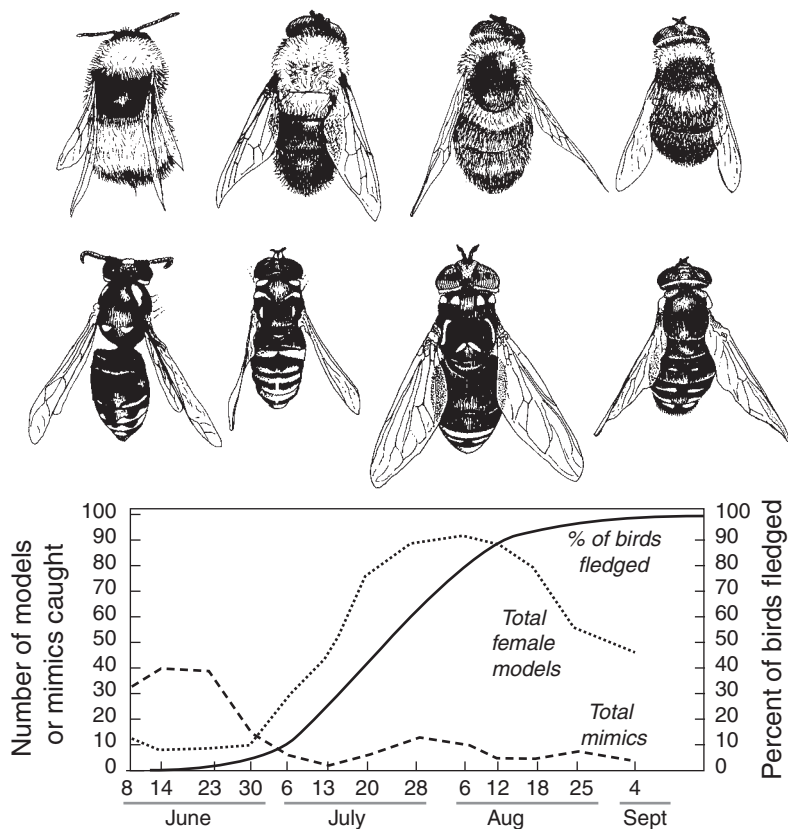 Number of models
or mimics caught
100
90
80
70
60
50
40
30
20
10
0
% of birds
fledged
Total
female
models
Total
mimics
100
90
80
70
60
50
40
30
20
10
0
Percent of birds fledged
8 14 23 30 6 13 20 28 6 12 18 25 4
June July Aug Sept